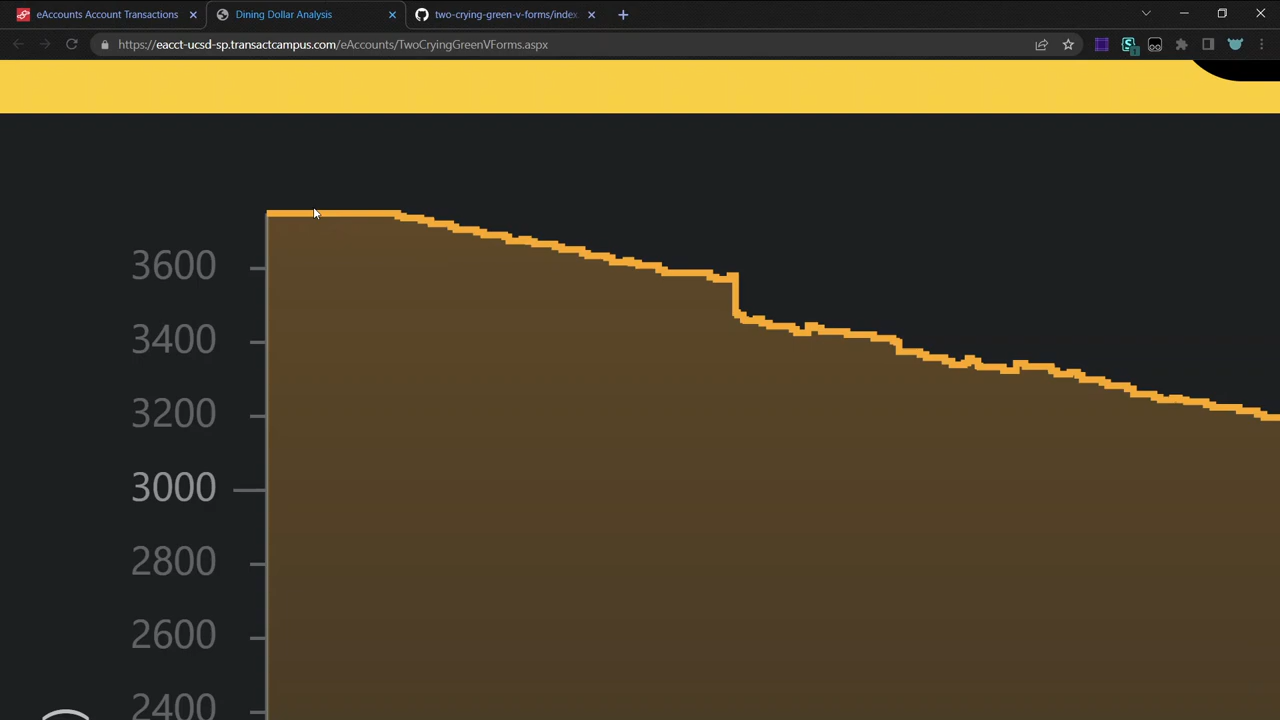 eAccounts Account Transactions
Dining Dollar Analysis
two-crying-green-v-forms/index
https://eacct-ucsd-sp.transactcampus.com/eAccounts/TwoCryingGreenVForms.aspx
3600
3400
3200
3000
2800
2600
2400